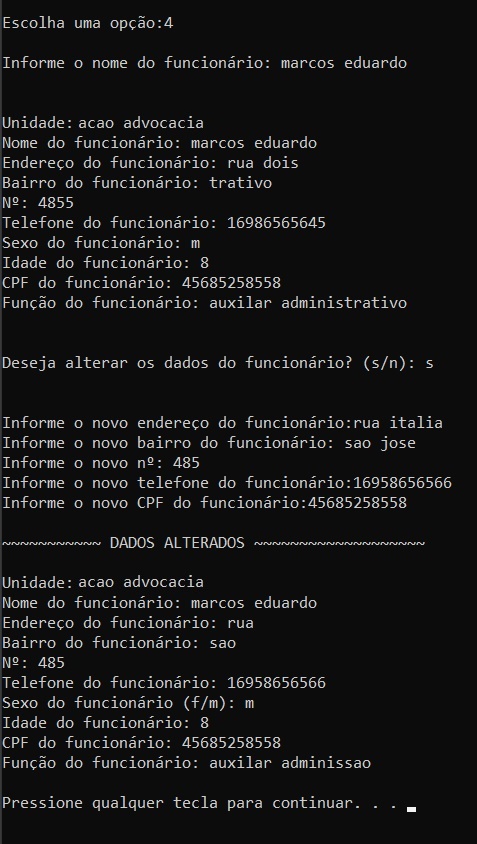 Escolha uma opção:4
Informe o nome do funcionário: marcos eduardo
Unidade: acao advocacia
Nome do funcionário: marcos eduardo
Endereço do funcionário: rua dois
Bairro do funcionário: trativo
Nº: 4855
Telefone do funcionário: 16986565645
Sexo do funcionário: m
Idade do funcionário: 8
CPF do funcionário: 45685258558
Função do funcionário: auxilar administrativo
Deseja alterar os dados do funcionário? (s/n): s
Informe o novo endereço do funcionário:rua italia
Informe o novo bairro do funcionário: sao jose
Informe o novo nº: 485
Informe o novo telefone do funcionário:16958656566
Informe o novo CPF do funcionário:45685258558
~~~~~~~~~~~ DADOS ALTERADOS ~~~~~~~~~~~~~~~~~~~
Unidade: acao advocacia
Nome do funcionário: marcos eduardo
Endereço do funcionário: rua
Bairro do funcionário: sao
Nº: 485
Telefone do funcionário: 16958656566
Sexo do funcionário (f/m): m
Idade do funcionário: 8
CPF do funcionário: 45685258558
Função do funcionário: auxilar adminissao
Pressione qualquer tecla para continuar. . .